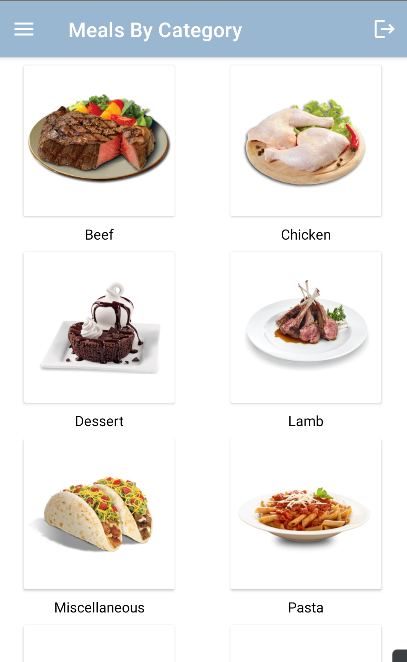 Meals By Category
Beef
Chicken
Dessert
Lamb
Miscellaneous
Pasta